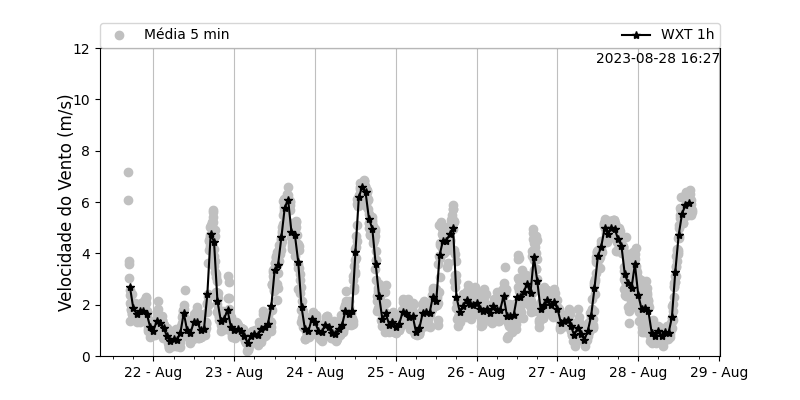 Média 5 min
WXT 1h
2023-08-28 16:27
Velocidade do Vento (m/s)
12
10
8
6
4
2
0
22 - Aug 23 - Aug 24 - Aug 25 - Aug 26 - Aug 27 - Aug 28 - Aug 29 - Aug